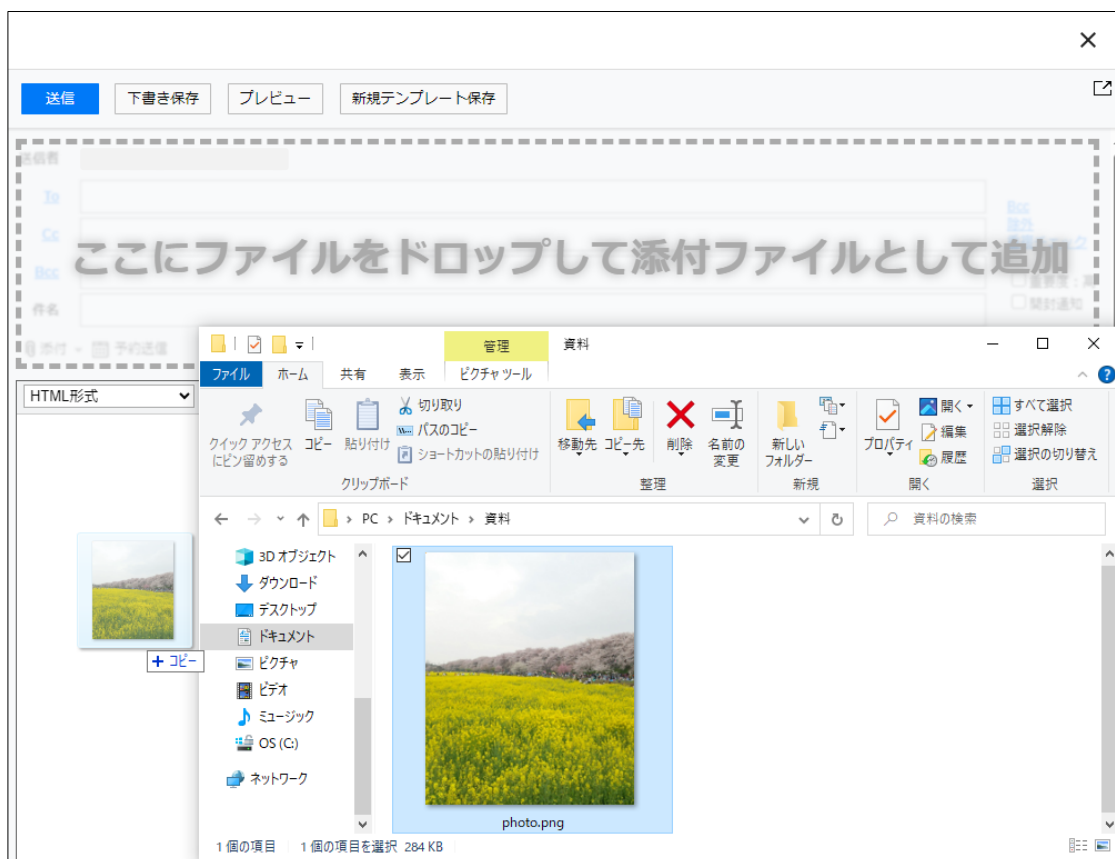 送信 下書き保存 プレビュー 新規テンプレート保存
送信者
To
Cc
Bcc
Bcc
件名
開封通知
ここにファイルをドロップして添付ファイルとして追加
添付 予約送信
HTML形式
管理 資料
ファイル ホーム 共有 表示 ピクチャ ツール
クイック アクセス
にピン留めする
コピー
貼り付け
切り取り
パスのコピー
ショートカットの貼り付け
クリップボード
移動先 コピー先 削除 名前の
変更
整理
新しい
フォルダー
新規
プロパティ
開く
編集
履歴
開く
すべて選択
選択解除
選択の切り替え
選択
PC ドキュメント 資料
資料の検索
3D オブジェクト
ダウンロード
デスクトップ
ドキュメント
ピクチャ
ビデオ
ミュージック
OS (C:)
ネットワーク
+ コピー
photo.png
1 個の項目 1 個の項目を選択 284 KB